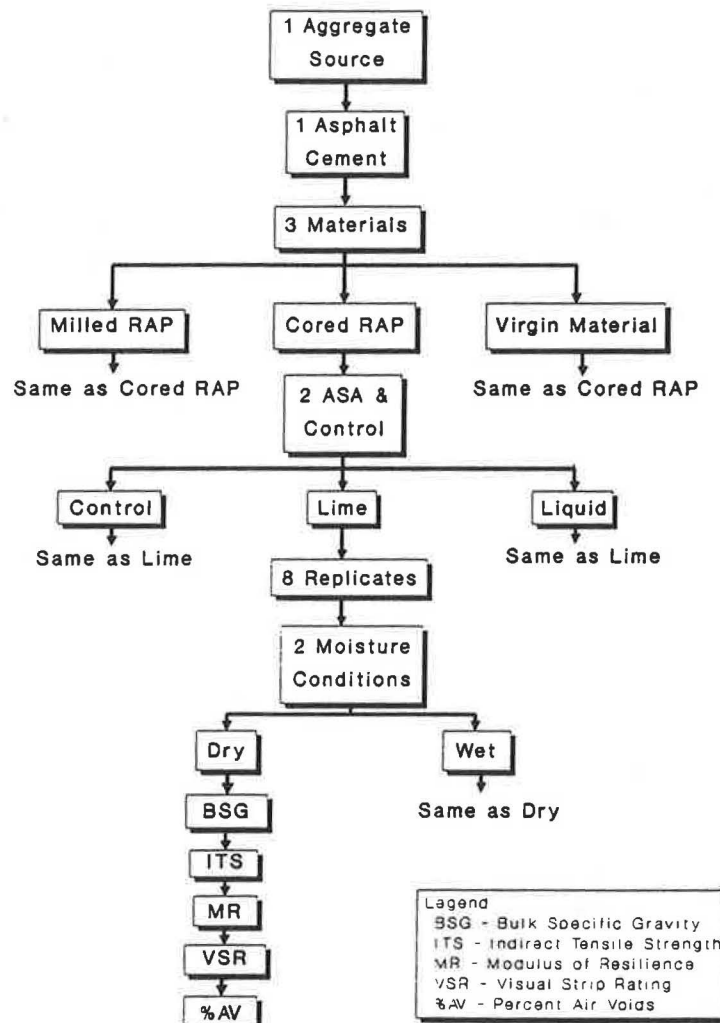 1 Aggregate
Source
1 Asphalt
Cement
3 Materials
Milled RAP
Cored RAP
Virgin Material
Same as Cored RAP
Same as Cored RAP
2 ASA &
Control
Control
Lime
Liquid
Same as Lime
Same as Lime
8 Replicates
2 Moisture
Conditions
Dry
Wet
BSG
Same as Dry
ITS
MR
VSR
%AV
Legend
BSG - Bulk Specific Gravity
ITS - Indirect Tensile Strength
MR - Modulus of Resilience
VSR - Visual Strip Rating
%AV - Percent Air Voids